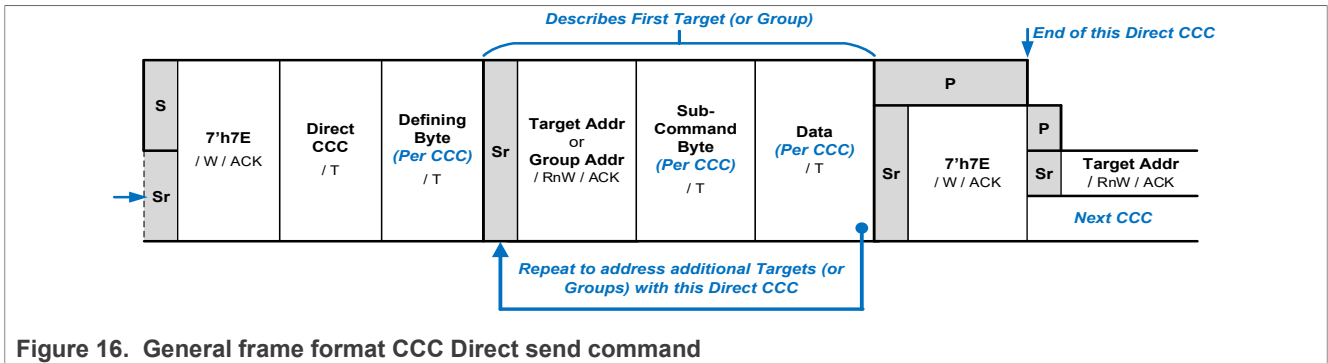 Describes First Target (or Group)
End of this Direct CCC
S
Sr
7'h7E
/ W / ACK
Direct
CCC
/ T
Defining
Byte
(Per CCC)
/ T
Sr
Target Addr
or
Group Addr
/ RnW / ACK
Sub-
Command
Byte
(Per CCC)
/ T
Data
(Per CCC)
/ T
P
Sr
7'h7E
/ W / ACK
P
Sr
Target Addr
/ RnW / ACK
Next CCC
Repeat to address additional Targets (or
Groups) with this Direct CCC
Figure 16. General frame format CCC Direct send command